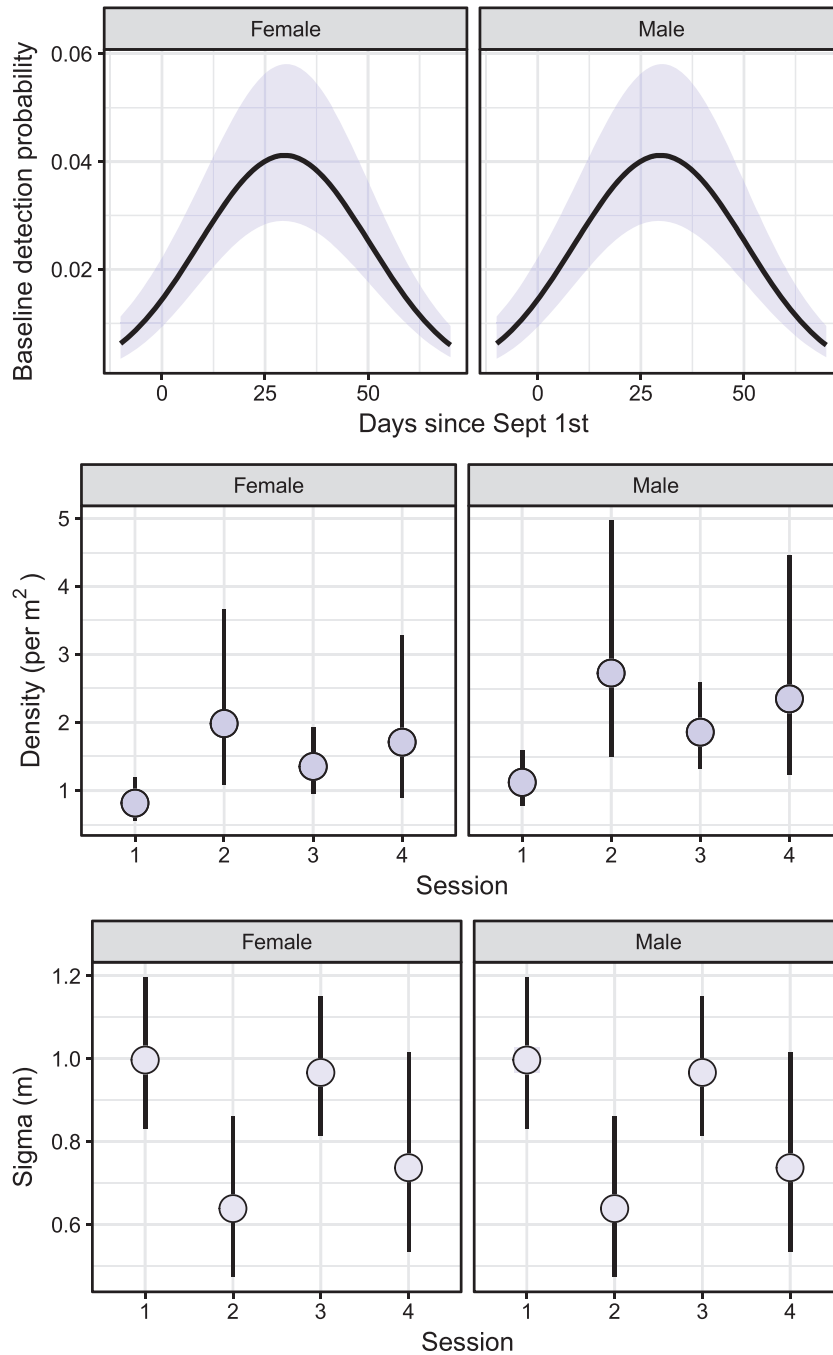 Female Male
Baseline detection probability
0.06
0.04
0.02
0 25 50 0 25 50
Days since Sept 1st
Female Male
Density (per m²)
5
4
3
2
1
1 2 3 4 1 2 3 4
Session
Female Male
Sigma (m)
1.2
1.0
0.8
0.6
1 2 3 4 1 2 3 4
Session